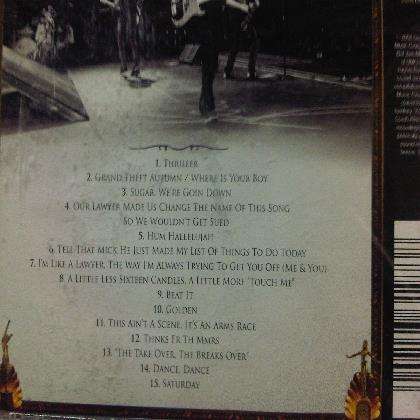 1. Thriller
2. Grand Theft Autumn / Where Is Your Boy
3. Sugar, We're Goin Down
4. Our Lawyer Made Us Change The Name Of This Song
So We Wouldn't Get Sued
5. Hum Hallelujah
6. Tell That Mick He Just Made My List Of Things To Do Today
7. I'm Like A Lawyer, The Way I'm Always Trying To Get You Off (Me & You)
8. A Little Less Sixteen Candles, A Little More "Touch Me"
9. Beat It
10. Golden
11. This Ain't A Scene, It's An Arms Race
12. Thnks Fr Th Mmrs
13. "The Take Over, The Breaks Over"
14. Dance, Dance
15. Saturday